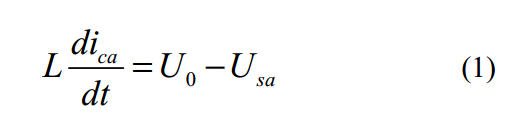 L di_ca/dt = U_0 − U_sa (1)